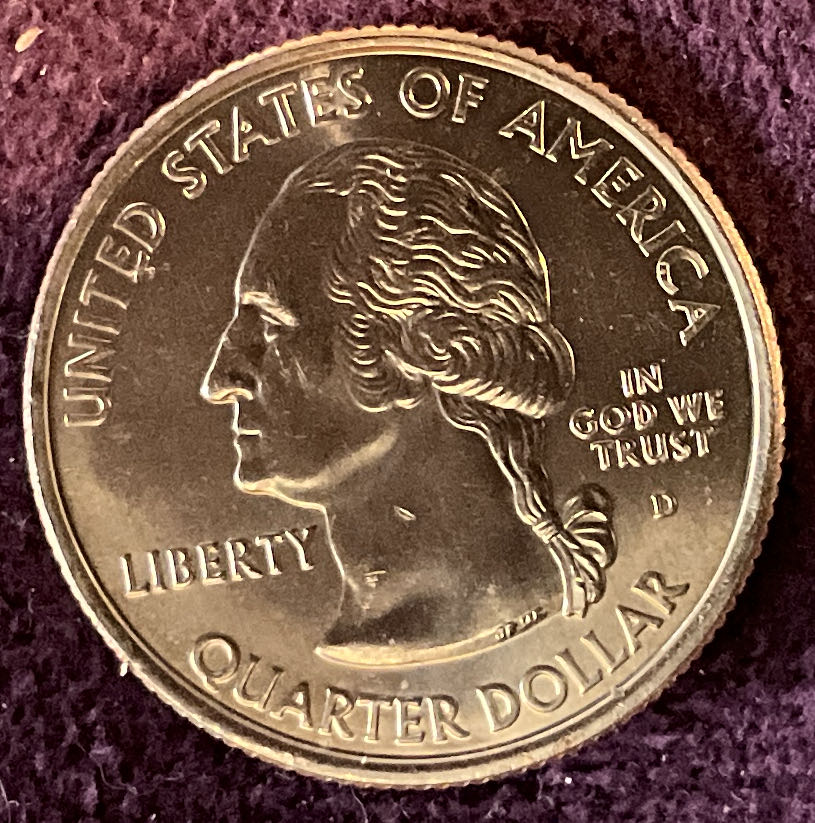 UNITED STATES OF AMERICA
IN
GOD WE
TRUST
D
LIBERTY
QUARTER DOLLAR